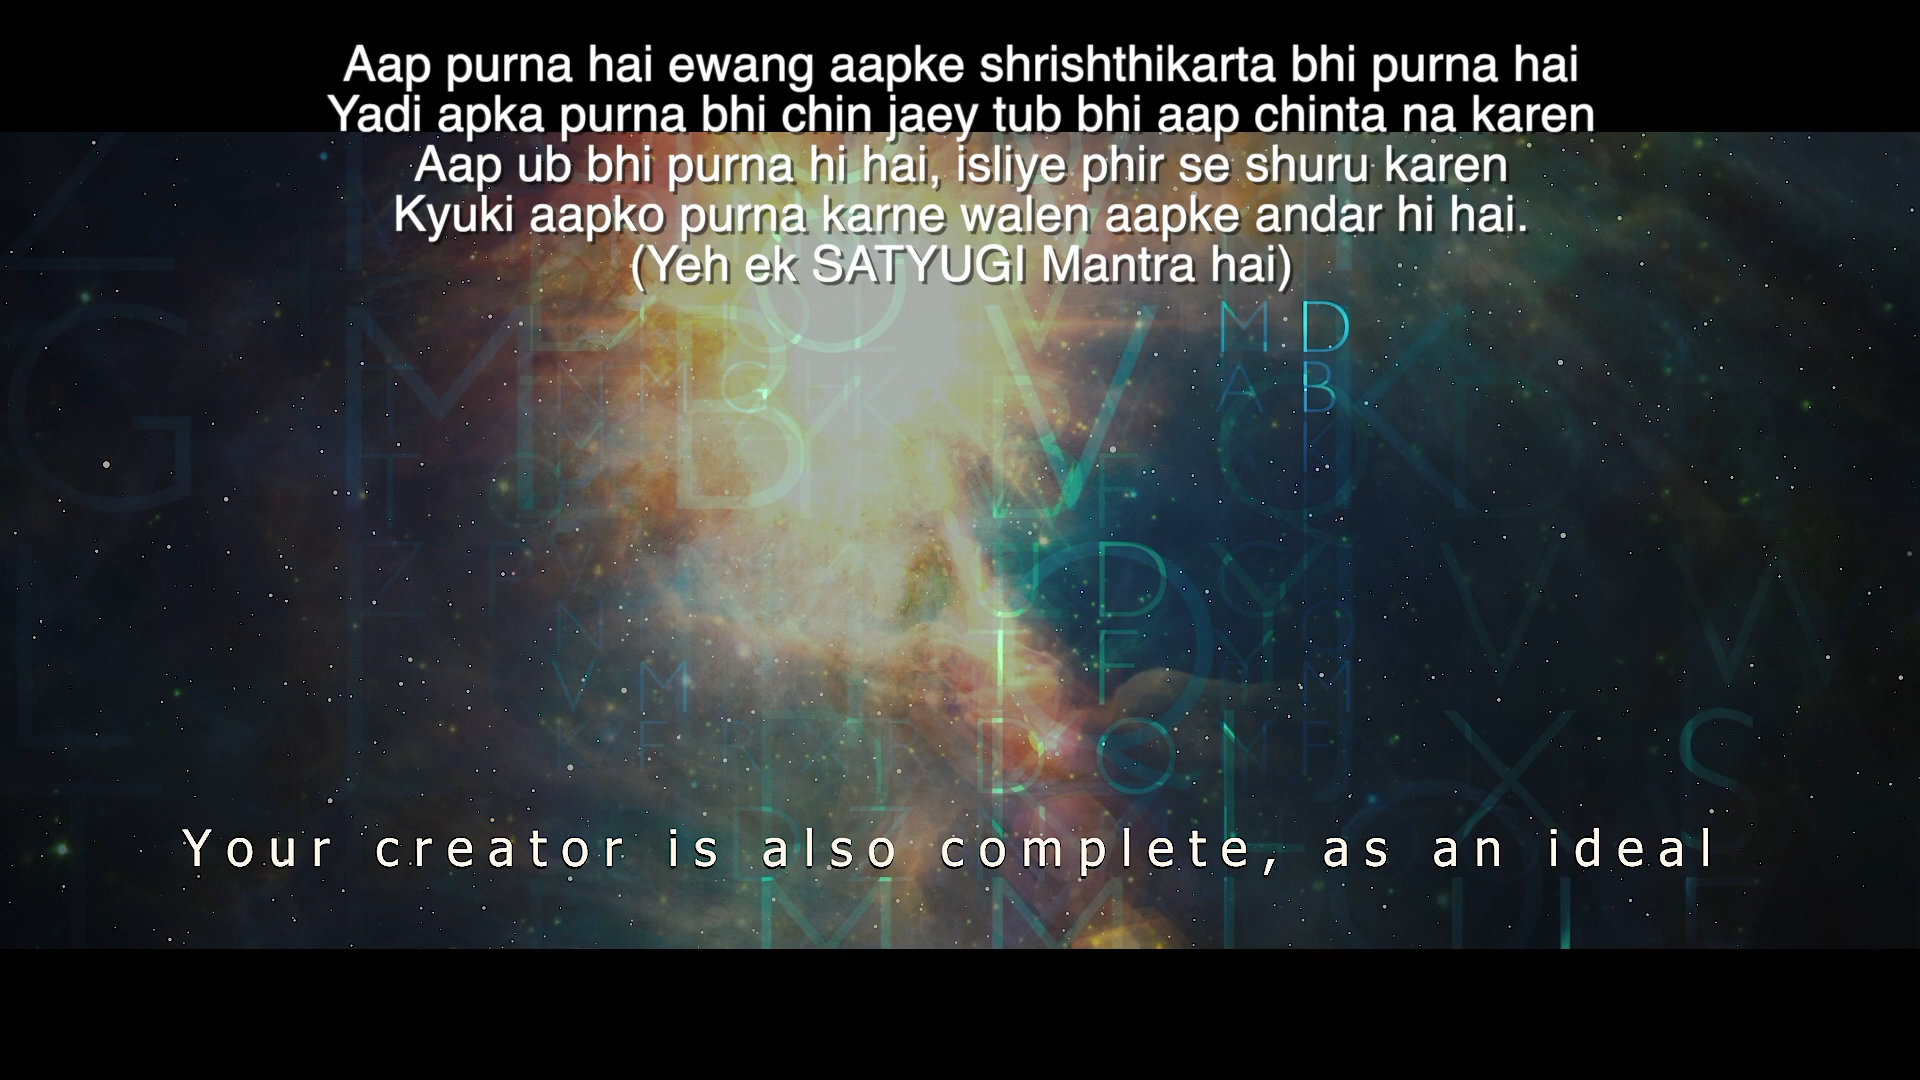 Aap purna hai ewang aapke shrishthikarta bhi purna hai
Yadi apka purna bhi chin jaey tub bhi aap chinta na karen
Aap ub bhi purna hi hai, isliye phir se shuru karen
Kyuki aapko purna karne walen aapke andar hi hai.
(Yeh ek SATYUGI Mantra hai)
Your creator is also complete, as an ideal